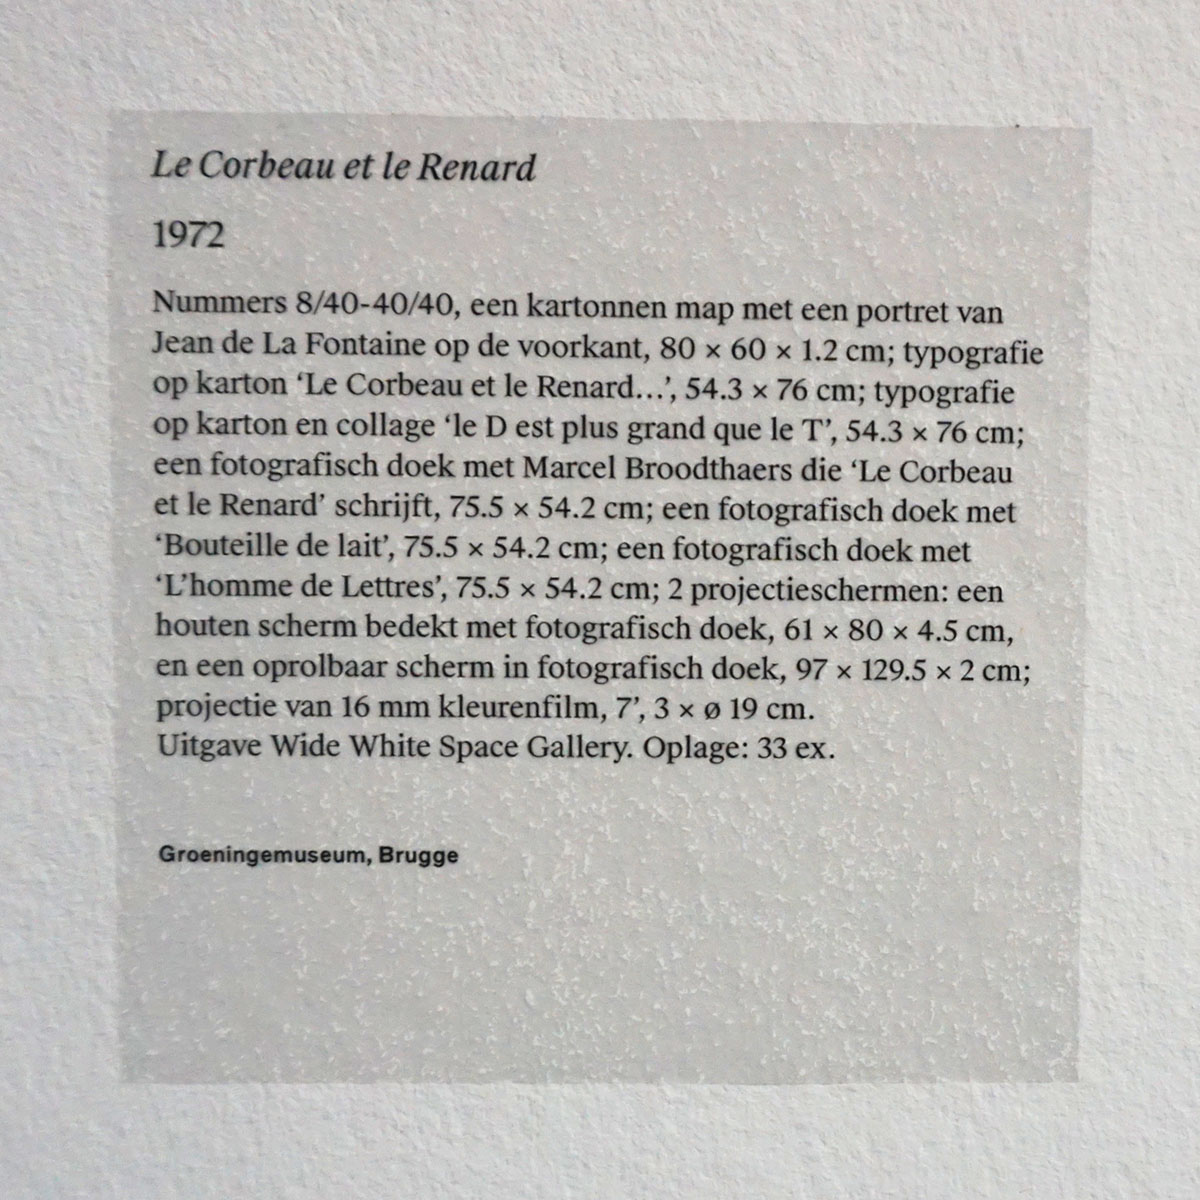 Le Corbeau et le Renard
1972
Nummers 8/40-40/40, een kartonnen map met een portret van
Jean de La Fontaine op de voorkant, 80 × 60 × 1.2 cm; typografie
op karton ‘Le Corbeau et le Renard…’, 54.3 × 76 cm; typografie
op karton en collage ‘le D est plus grand que le T’, 54.3 × 76 cm;
een fotografisch doek met Marcel Broodthaers die ‘Le Corbeau
et le Renard’ schrijft, 75.5 × 54.2 cm; een fotografisch doek met
‘Bouteille de lait’, 75.5 × 54.2 cm; een fotografisch doek met
‘L’homme de Lettres’, 75.5 × 54.2 cm; 2 projectieschermen: een
houten scherm bedekt met fotografisch doek, 61 × 80 × 4.5 cm,
en een oprolbaar scherm in fotografisch doek, 97 × 129.5 × 2 cm;
projectie van 16 mm kleurenfilm, 7’, 3 × ø 19 cm.
Uitgave Wide White Space Gallery. Oplage: 33 ex.
Groeningemuseum, Brugge